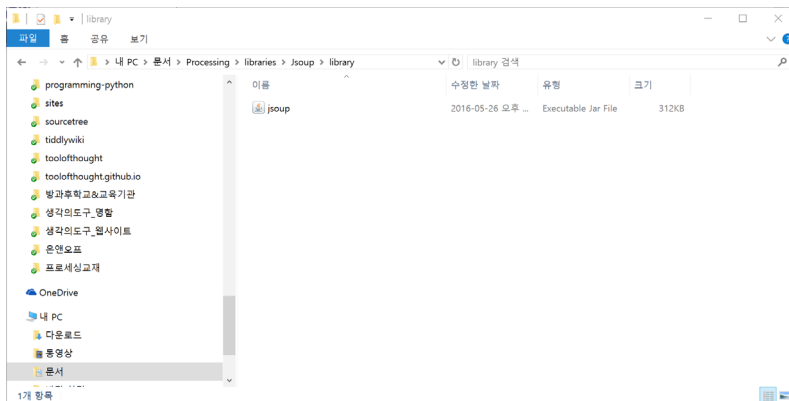 library
파일 홈 공유 보기
내 PC > 문서 > Processing > libraries > Jsoup > library
library 검색
이름 수정한 날짜 유형 크기
jsoup 2016-05-26 오후 ... Executable Jar File 312KB
programming-python
sites
sourcetree
tiddlywiki
toolofthought
toolofthought.github.io
방과후학교&교육기관
생각의도구_명함
생각의도구_웹사이트
온앤오프
프로세싱교재
OneDrive
내 PC
다운로드
동영상
문서
1개 항목